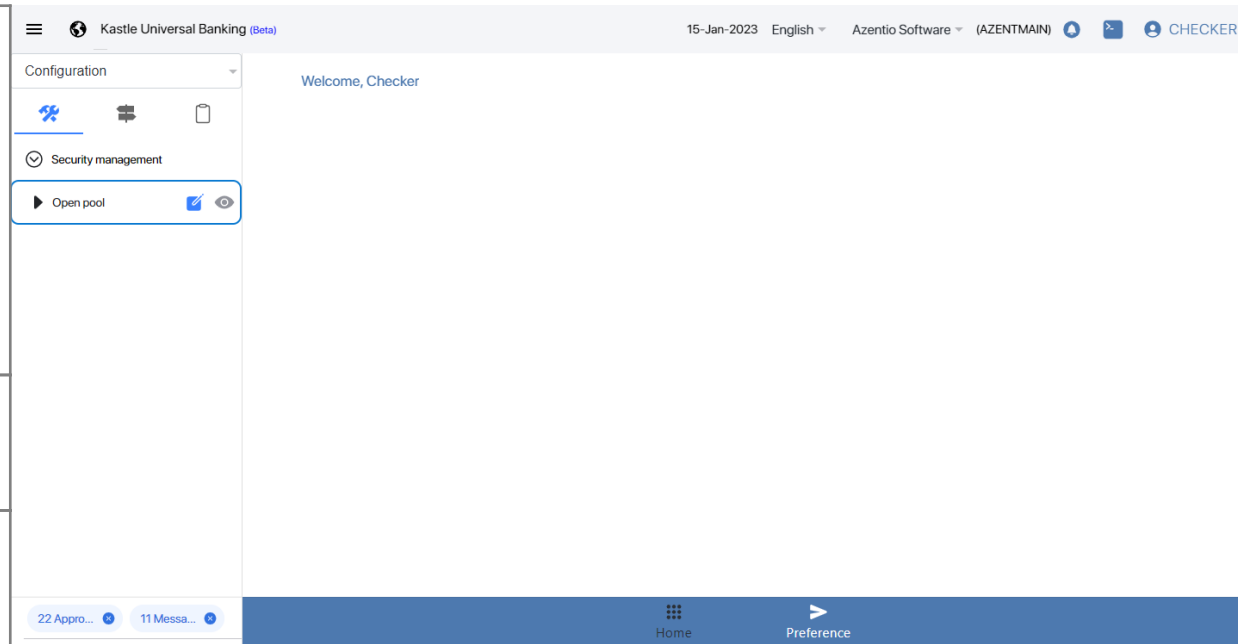 Kastle Universal Banking (Beta) 15-Jan-2023 English Azentio Software (AZENTMAIN) CHECKER
Configuration
Welcome, Checker
Security management
Open pool
22 Appro... 11 Messa...
Home Preference